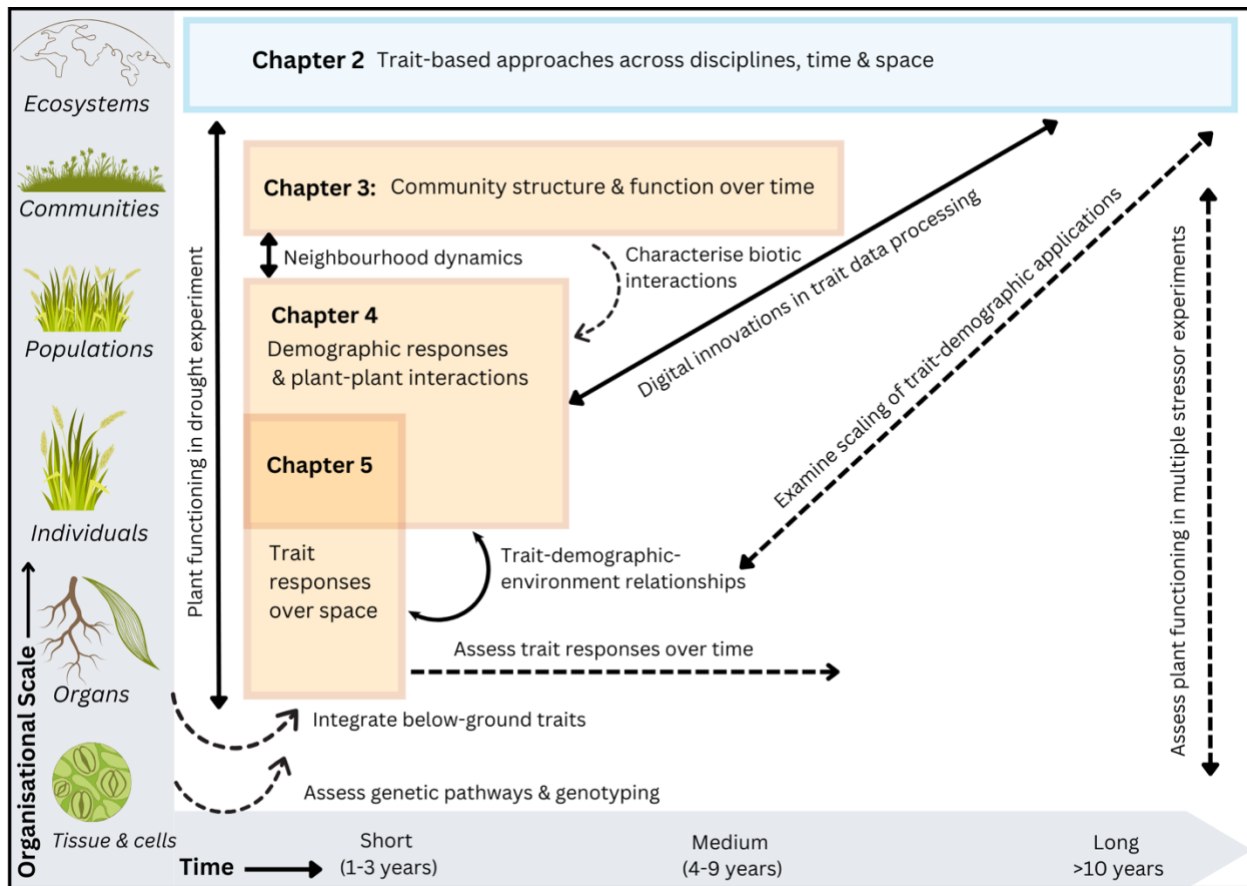 Ecosystems
Communities
Populations
Individuals
Organs
Tissue & cells
Organisational Scale
Chapter 2 Trait-based approaches across disciplines, time & space
Plant functioning in drought experiment
Chapter 3: Community structure & function over time
Neighbourhood dynamics
Characterise biotic
interactions
Chapter 4
Demographic responses
& plant-plant interactions
Digital innovations in trait data processing
Examine scaling of trait-demographic applications
Assess plant functioning in multiple stressor experiments
Chapter 5
Trait
responses
over space
Trait-demographic-
environment relationships
Assess trait responses over time
Integrate below-ground traits
Assess genetic pathways & genotyping
Time
Short
(1-3 years)
Medium
(4-9 years)
Long
>10 years